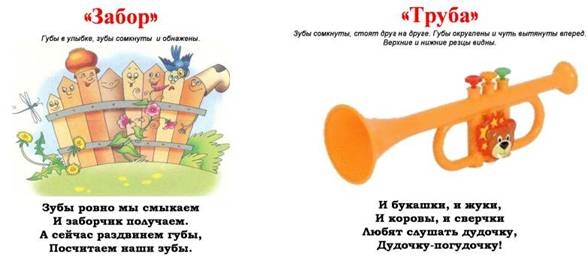 «Забор»
Губы в улыбке, зубы сомкнуты и обнажены.
Зубы ровно мы смыкаем
И заборчик получаем.
А сейчас раздвинем губы,
Посчитаем наши зубы.
«Труба»
Зубы сомкнуты, стоят друг на друге. Губы округлены и чуть вытянуты вперед.
Верхние и нижние резцы видны.
И букашки, и жуки,
И коровы, и сверчки
Любят слушать дудочку,
Дудочку-погудочку!